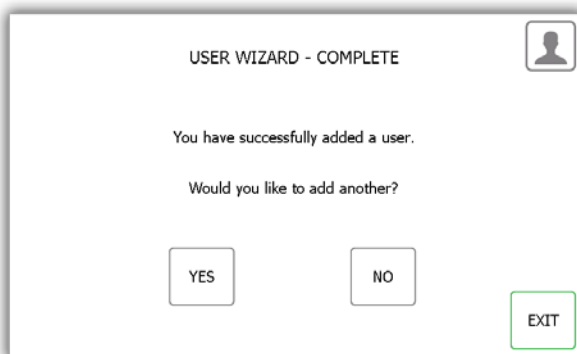 USER WIZARD - COMPLETE
You have successfully added a user.
Would you like to add another?
YES
NO
EXIT